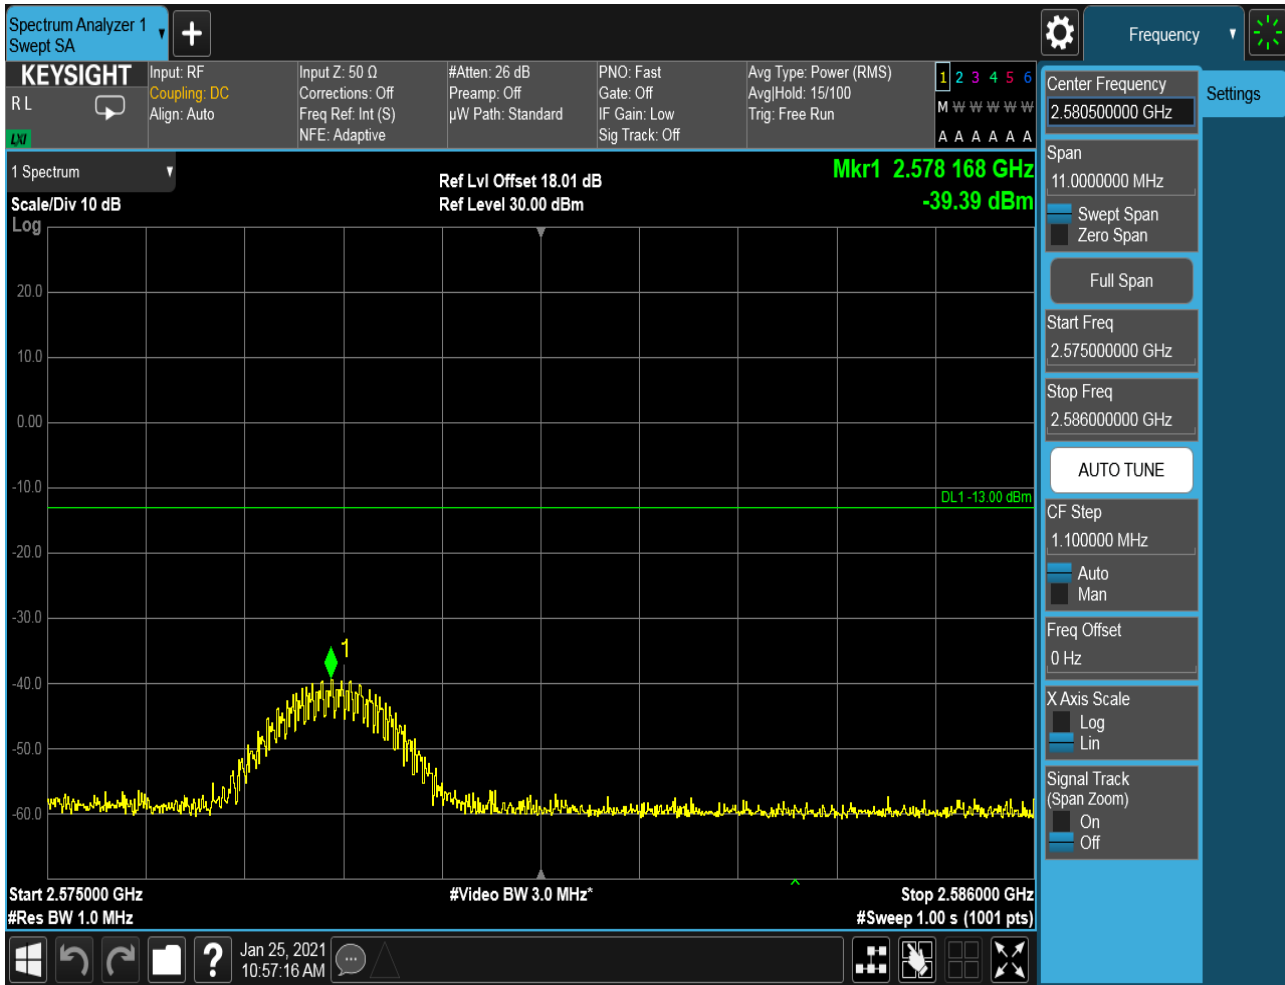 Spectrum Analyzer 1
Swept SA
Frequency
KEYSIGHT
R L
LXI
Input: RF
Coupling: DC
Align: Auto
Input Z: 50 Ω
Corrections: Off
Freq Ref: Int (S)
NFE: Adaptive
#Atten: 26 dB
Preamp: Off
µW Path: Standard
PNO: Fast
Gate: Off
IF Gain: Low
Sig Track: Off
Avg Type: Power (RMS)
Avg|Hold: 15/100
Trig: Free Run
1 2 3 4 5 6
M W W W W W
A A A A A A
1 Spectrum
Scale/Div 10 dB
Log
Ref Lvl Offset 18.01 dB
Ref Level 30.00 dBm
Mkr1 2.578 168 GHz
-39.39 dBm
20.0
10.0
0.00
-10.0
-20.0
-30.0
-40.0
-50.0
-60.0
DL1 -13.00 dBm
1
Start 2.575000 GHz
#Res BW 1.0 MHz
#Video BW 3.0 MHz*
Stop 2.586000 GHz
#Sweep 1.00 s (1001 pts)
Jan 25, 2021
10:57:16 AM
Center Frequency
2.580500000 GHz
Settings
Span
11.0000000 MHz
Swept Span
Zero Span
Full Span
Start Freq
2.575000000 GHz
Stop Freq
2.586000000 GHz
AUTO TUNE
CF Step
1.100000 MHz
Auto
Man
Freq Offset
0 Hz
X Axis Scale
Log
Lin
Signal Track
(Span Zoom)
On
Off